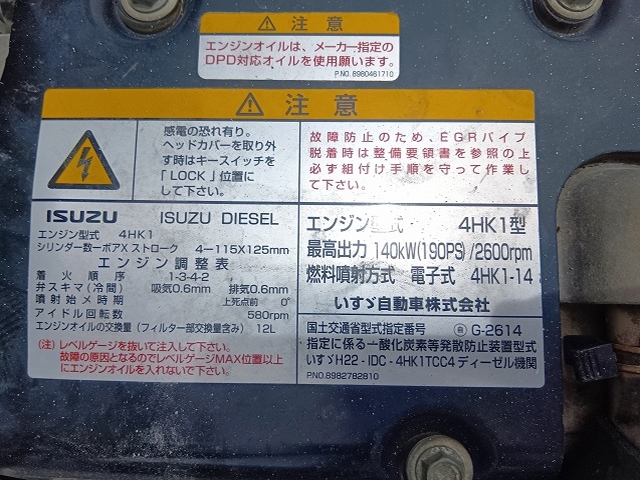 注意
エンジンオイルは、メーカー指定の
DPD対応オイルを使用願います。
P.NO. 8980461710
注意
感電の恐れ有り。
ヘッドカバーを取り外
す時はキースイッチを
「LOCK」位置に
して下さい。
故障防止のため、EGRパイプ
脱着時は整備要領書を参照の上
必ず組付け手順を守って作業し
て下さい。
ISUZU ISUZU DIESEL
エンジン型式 4HK1
シリンダー数ーボアXストローク 4ー115X125mm
エンジン調整表
着火順序 1-3-4-2
弁スキマ(冷間) 吸気0.6mm 排気0.6mm
噴射始メ時期 上死点前 0°
アイドル回転数 580rpm
エンジンオイルの交換量(フィルター部交換量含み) 12L
(注)レベルゲージを抜いて注入して下さい。
故障の原因となるのでレベルゲージMAX位置以上
にエンジンオイルを入れないで下さい。
エンジン型式 4HK1型
最高出力 140kW(190PS)/2600rpm
燃料噴射方式 電子式 4HK1-14
いすゞ自動車株式会社
国土交通省型式指定番号 G-2614
指定に係る一酸化炭素等発散防止装置型式
いすゞH22-IDC-4HK1TCC4ディーゼル機関
P.NO.8982782810